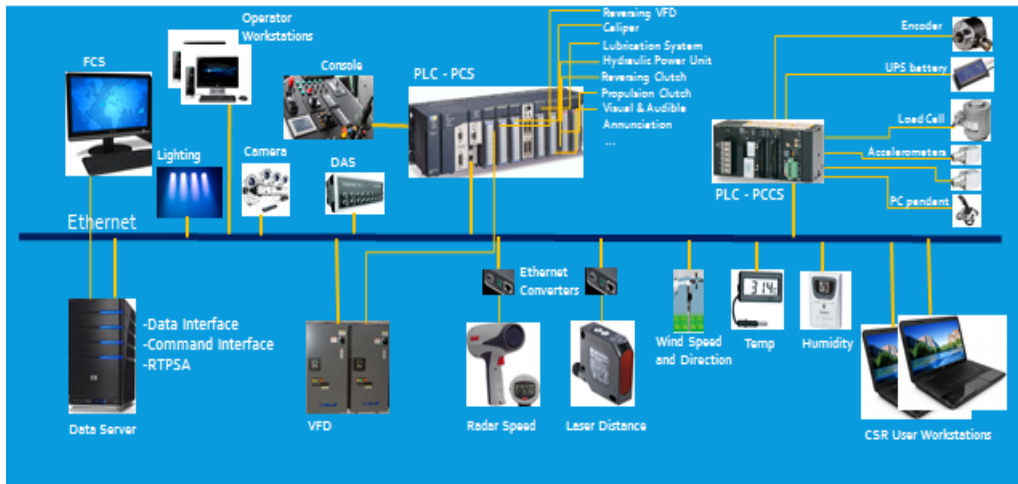 Operator
Workstations
FCS
Console
PLC - PCS
Reversing VFD
Caliper
Lubrication System
Hydraulic Power Unit
Reversing Clutch
Propulsion Clutch
Visual & Audible
Annunciation
...
Encoder
UPS battery
Load Cell
Accelerometers
PC pendant
PLC - PCCS
Lighting
Camera
DAS
Ethernet
Ethernet
Converters
-Data Interface
-Command Interface
-RTPSA
Data Server
VFD
Radar Speed
Laser Distance
Wind Speed
and Direction
Temp
Humidity
CSR User Workstations